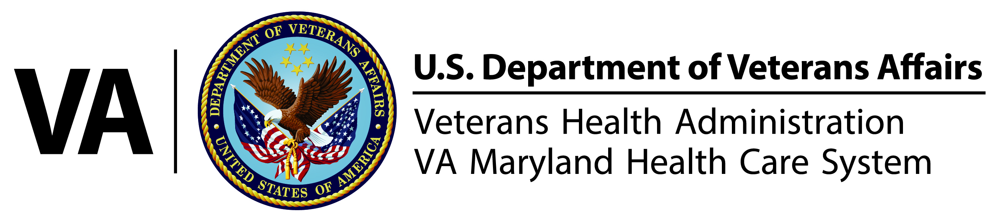 VA
DEPARTMENT OF VETERANS AFFAIRS
UNITED STATES OF AMERICA
U.S. Department of Veterans Affairs
Veterans Health Administration
VA Maryland Health Care System